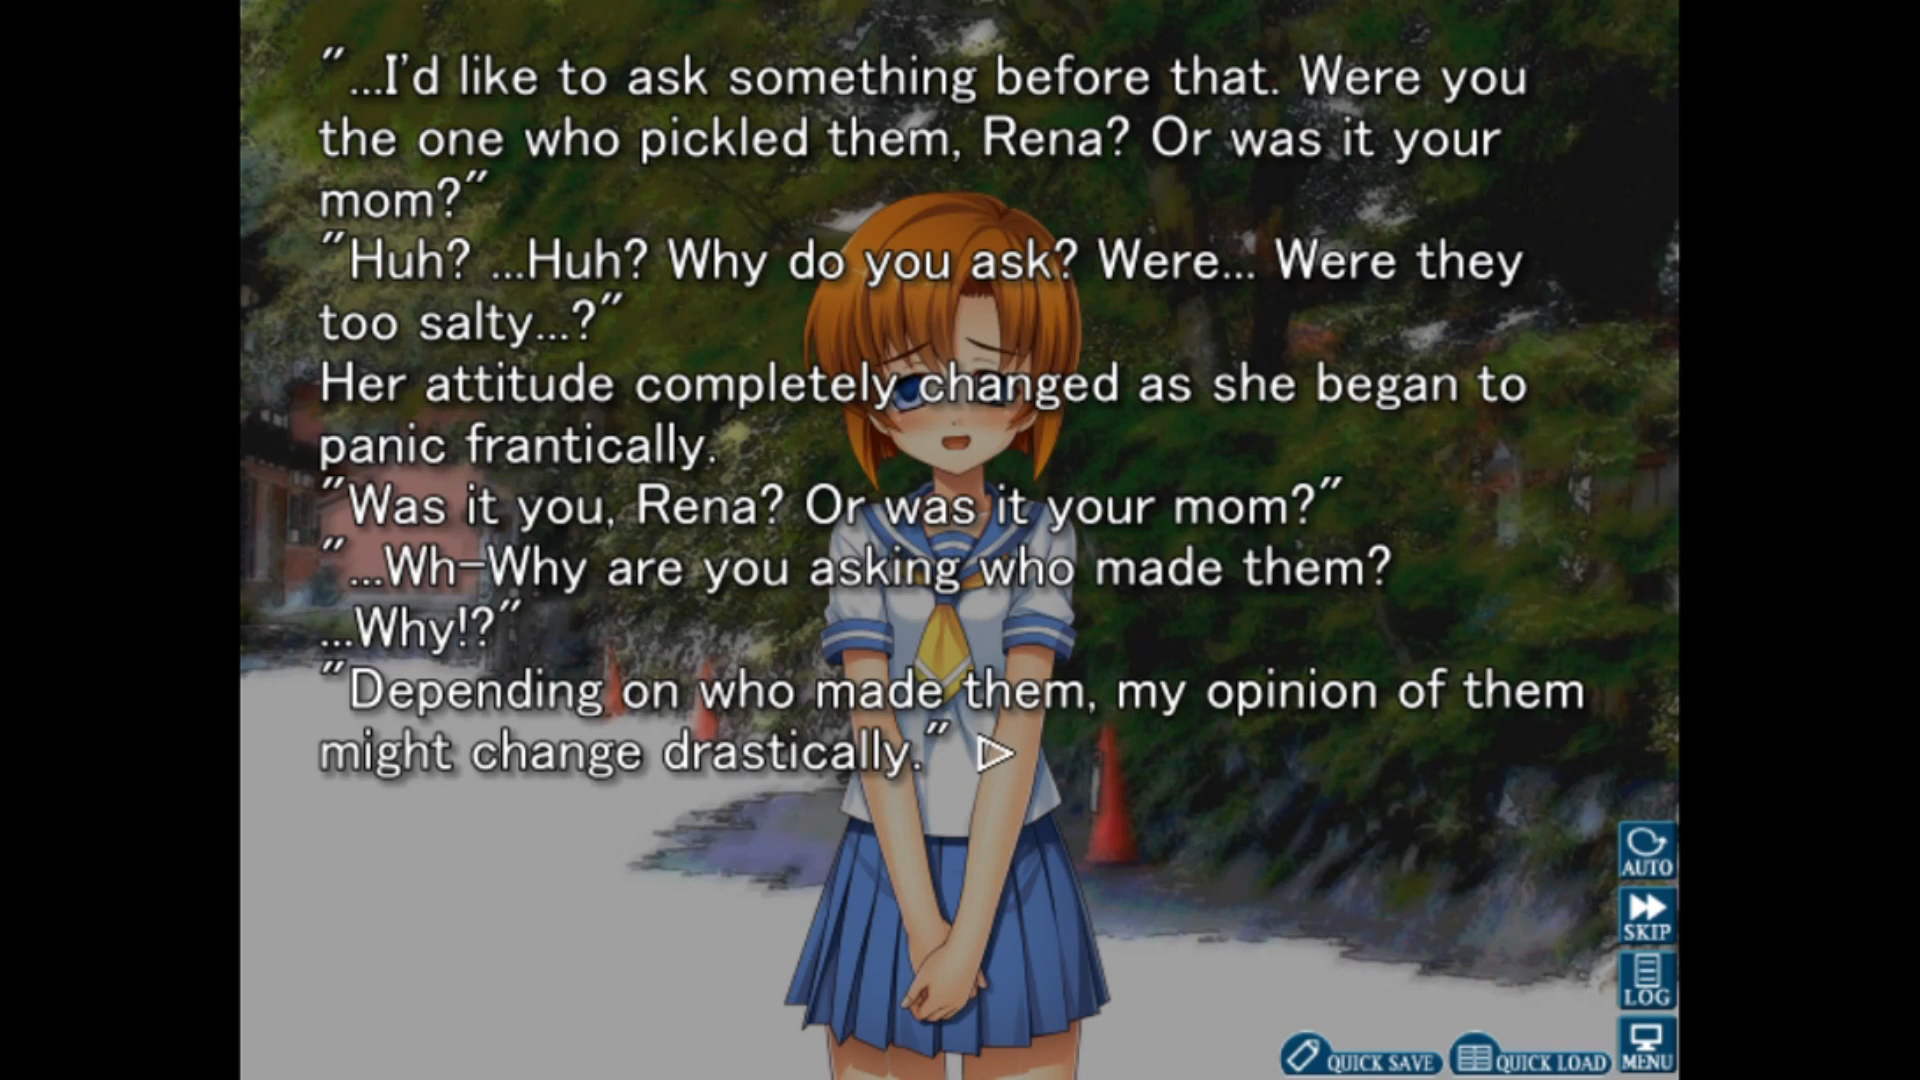 "...I'd like to ask something before that. Were you
the one who pickled them, Rena? Or was it your
mom?"
"Huh? ...Huh? Why do you ask? Were... Were they
too salty...?"
Her attitude completely changed as she began to
panic frantically.
"Was it you, Rena? Or was it your mom?"
"...Wh-Why are you asking who made them?
...Why!?"
"Depending on who made them, my opinion of them
might change drastically."
AUTO
SKIP
LOG
MENU
QUICK SAVE
QUICK LOAD